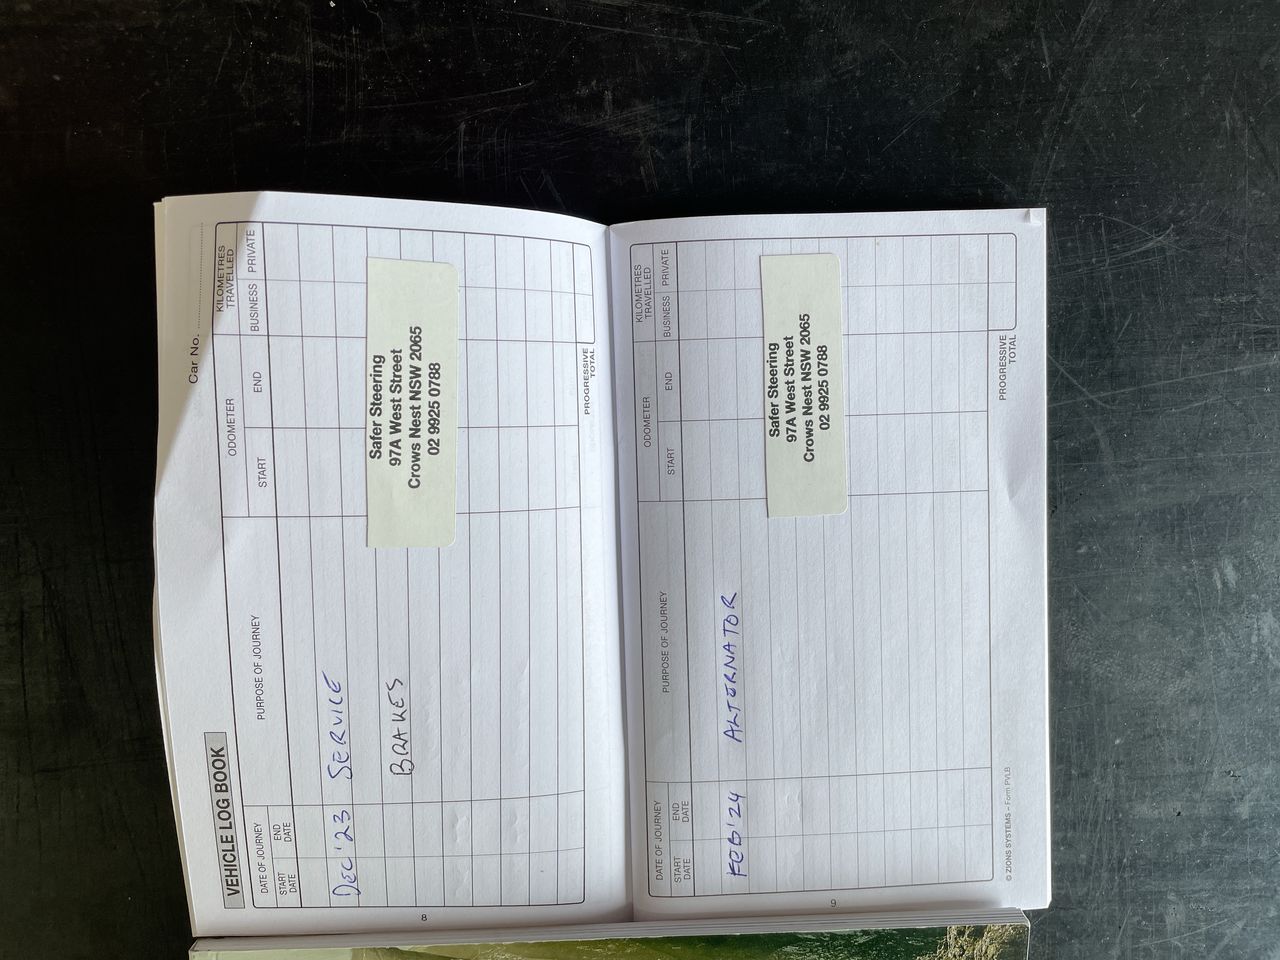 Car No.
VEHICLE LOG BOOK
DATE OF JOURNEY
START DATE
END DATE
PURPOSE OF JOURNEY
ODOMETER
START
END
KILOMETRES TRAVELLED
BUSINESS
PRIVATE
DEC '23 SERVICE
BRAKES
Safer Steering
97A West Street
Crows Nest NSW 2065
02 9925 0788
PROGRESSIVE TOTAL
8
DATE OF JOURNEY
START DATE
END DATE
PURPOSE OF JOURNEY
ODOMETER
START
END
KILOMETRES TRAVELLED
BUSINESS
PRIVATE
FEB '24 ALTERNATOR
Safer Steering
97A West Street
Crows Nest NSW 2065
02 9925 0788
PROGRESSIVE TOTAL
© ZIONS SYSTEMS – Form PVLB
9